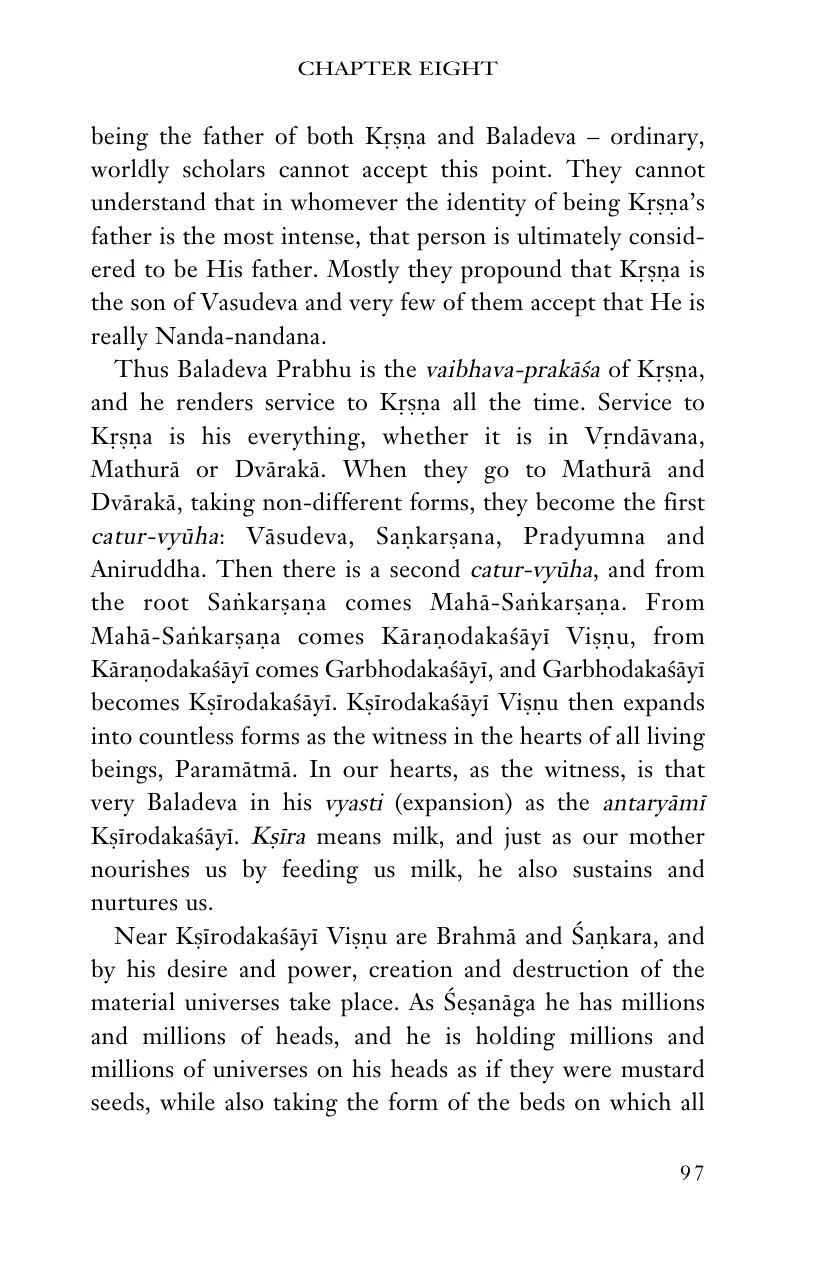 CHAPTER EIGHT
being the father of both Kṛṣṇa and Baladeva – ordinary,
worldly scholars cannot accept this point. They cannot
understand that in whomever the identity of being Kṛṣṇa’s
father is the most intense, that person is ultimately consid-
ered to be His father. Mostly they propound that Kṛṣṇa is
the son of Vasudeva and very few of them accept that He is
really Nanda-nandana.
Thus Baladeva Prabhu is the vaibhava-prakāśa of Kṛṣṇa,
and he renders service to Kṛṣṇa all the time. Service to
Kṛṣṇa is his everything, whether it is in Vṛndāvana,
Mathurā or Dvārakā. When they go to Mathurā and
Dvārakā, taking non-different forms, they become the first
catur-vyūha: Vāsudeva, Saṇkarṣana, Pradyumna and
Aniruddha. Then there is a second catur-vyūha, and from
the root Saṅkarṣaṇa comes Mahā-Saṅkarṣaṇa. From
Mahā-Saṅkarṣaṇa comes Kāraṇodakaśāyī Viṣṇu, from
Kāraṇodakaśāyī comes Garbhodakaśāyī, and Garbhodakaśāyī
becomes Kṣīrodakaśāyī. Kṣīrodakaśāyī Viṣṇu then expands
into countless forms as the witness in the hearts of all living
beings, Paramātmā. In our hearts, as the witness, is that
very Baladeva in his vyasti (expansion) as the antaryāmī
Kṣīrodakaśāyī. Kṣīra means milk, and just as our mother
nourishes us by feeding us milk, he also sustains and
nurtures us.
Near Kṣīrodakaśāyī Viṣṇu are Brahmā and Śaṇkara, and
by his desire and power, creation and destruction of the
material universes take place. As Śeṣanāga he has millions
and millions of heads, and he is holding millions and
millions of universes on his heads as if they were mustard
seeds, while also taking the form of the beds on which all
97